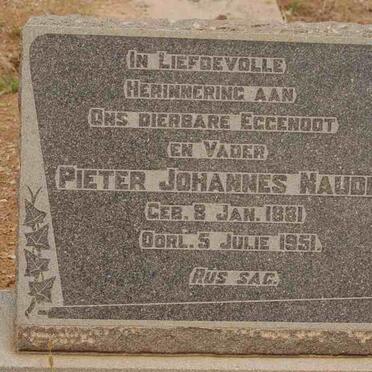 In Liefdevolle
Herinnering aan
Ons dierbare Eggenoot
en Vader
Pieter Johannes Naud
Geb. 8 Jan. 1881
Oorl. 5 Julie 1951.
Rus sag.